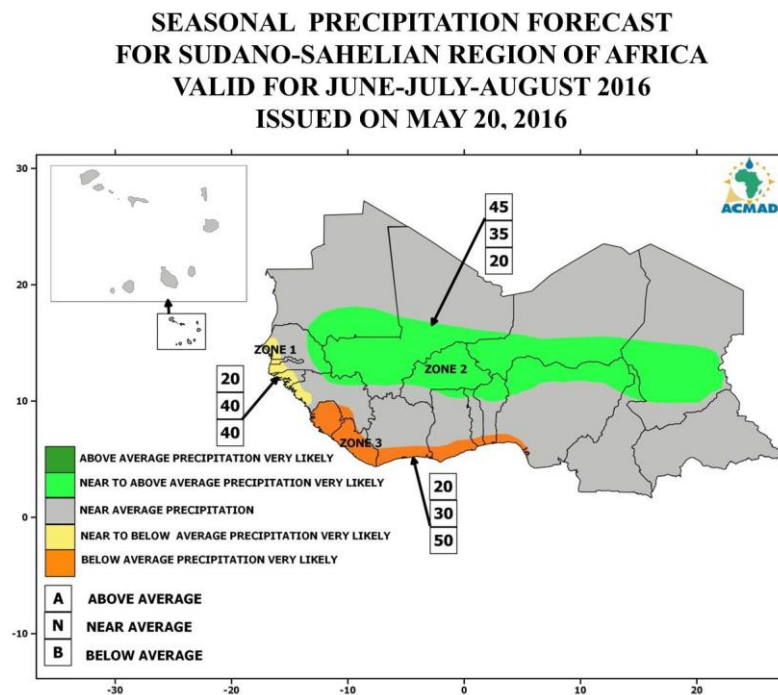 SEASONAL PRECIPITATION FORECAST
FOR SUDANO-SAHELIAN REGION OF AFRICA
VALID FOR JUNE-JULY-AUGUST 2016
ISSUED ON MAY 20, 2016
30
20
10
0
-10
ACMAD
45
35
20
ZONE 1
ZONE 2
20
40
40
ZONE 3
20
30
50
ABOVE AVERAGE PRECIPITATION VERY LIKELY
NEAR TO ABOVE AVERAGE PRECIPITATION VERY LIKELY
NEAR AVERAGE PRECIPITATION
NEAR TO BELOW AVERAGE PRECIPITATION VERY LIKELY
BELOW AVERAGE PRECIPITATION VERY LIKELY
A ABOVE AVERAGE
N NEAR AVERAGE
B BELOW AVERAGE
-30 -20 -10 0 10 20